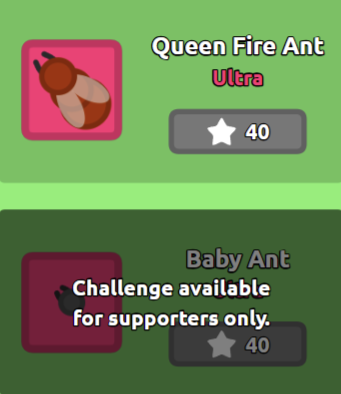 Queen Fire Ant
Ultra
40
Baby Ant
Challenge available
for supporters only.
40